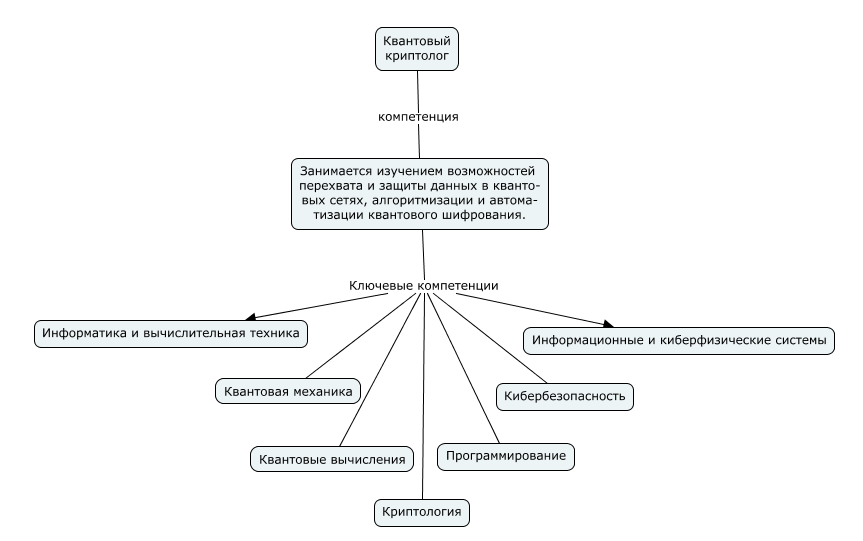 Квантовый
криптолог
компетенция
Занимается изучением возможностей
перехвата и защиты данных в кванто-
вых сетях, алгоритмизации и автома-
тизации квантового шифрования.
Ключевые компетенции
Информатика и вычислительная техника
Информационные и киберфизические системы
Квантовая механика
Кибербезопасность
Квантовые вычисления
Программирование
Криптология